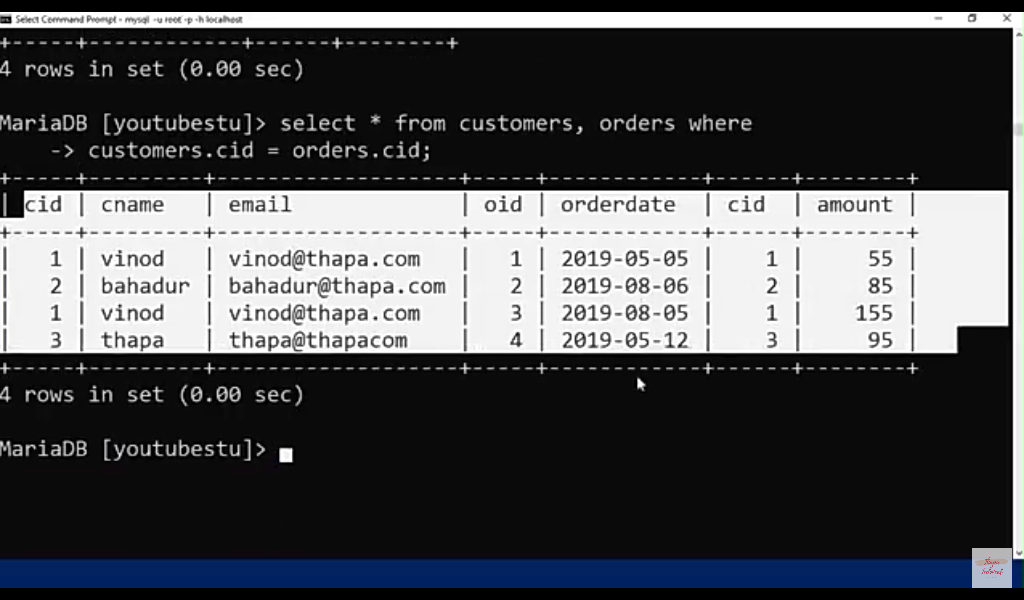 Select Command Prompt - mysql -u root -p -h localhost
+-----+------------+------+--------+
4 rows in set (0.00 sec)
MariaDB [youtubestu]> select * from customers, orders where
-> customers.cid = orders.cid;
+-----+---------+-------------------+-----+------------+------+--------+
| cid | cname | email | oid | orderdate | cid | amount |
+-----+---------+-------------------+-----+------------+------+--------+
| 1 | vinod | vinod@thapa.com | 1 | 2019-05-05 | 1 | 55 |
| 2 | bahadur | bahadur@thapa.com | 2 | 2019-08-06 | 2 | 85 |
| 1 | vinod | vinod@thapa.com | 3 | 2019-08-05 | 1 | 155 |
| 3 | thapa | thapa@thapacom | 4 | 2019-05-12 | 3 | 95 |
+-----+---------+-------------------+-----+------------+------+--------+
4 rows in set (0.00 sec)
MariaDB [youtubestu]>